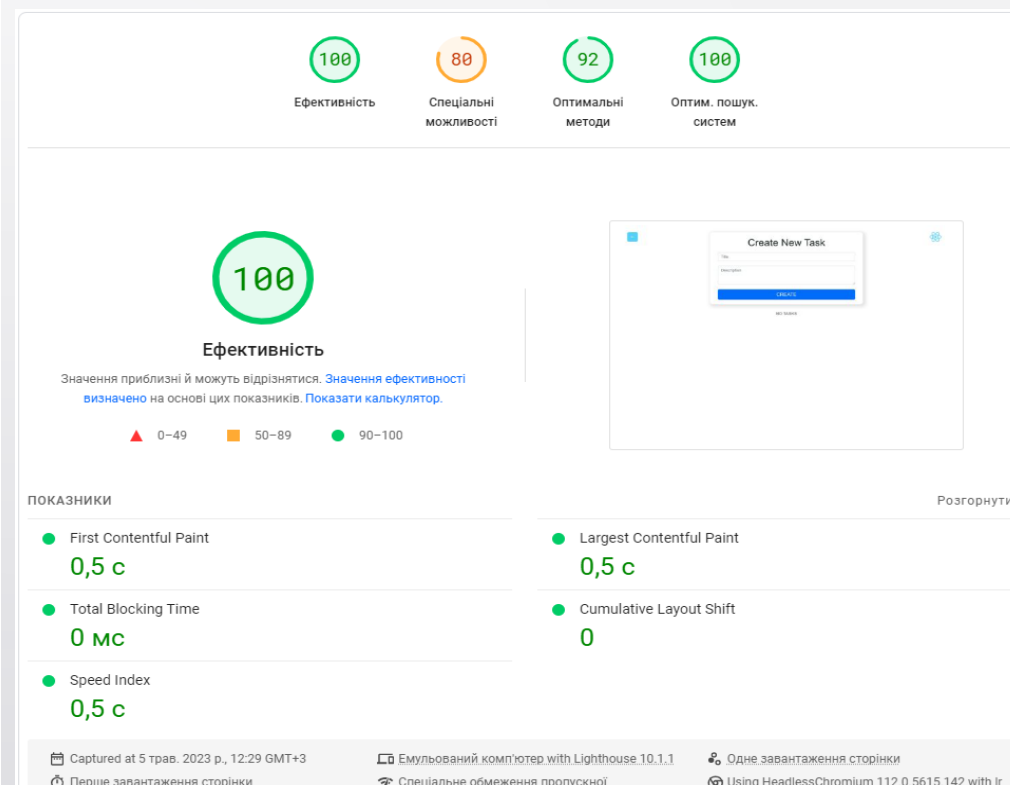 100
80
92
100
Ефективність
Спеціальні
можливості
Оптимальні
методи
Оптим. пошук.
систем
100
Ефективність
Значення приблизні й можуть відрізнятися. Значення ефективності
визначено на основі цих показників. Показати калькулятор.
0–49
50–89
90–100
Create New Task
Title
Description
CREATE
ПОКАЗНИКИ
Розгорнути
First Contentful Paint
0,5 с
Largest Contentful Paint
0,5 с
Total Blocking Time
0 мс
Cumulative Layout Shift
0
Speed Index
0,5 с
Captured at 5 трав. 2023 р., 12:29 GMT+3
Емульований комп'ютер with Lighthouse 10.1.1
Одне завантаження сторінки
Перше завантаження сторінки
Спеціальне обмеження пропускної
Using HeadlessChromium 112.0.5615.142 with lr